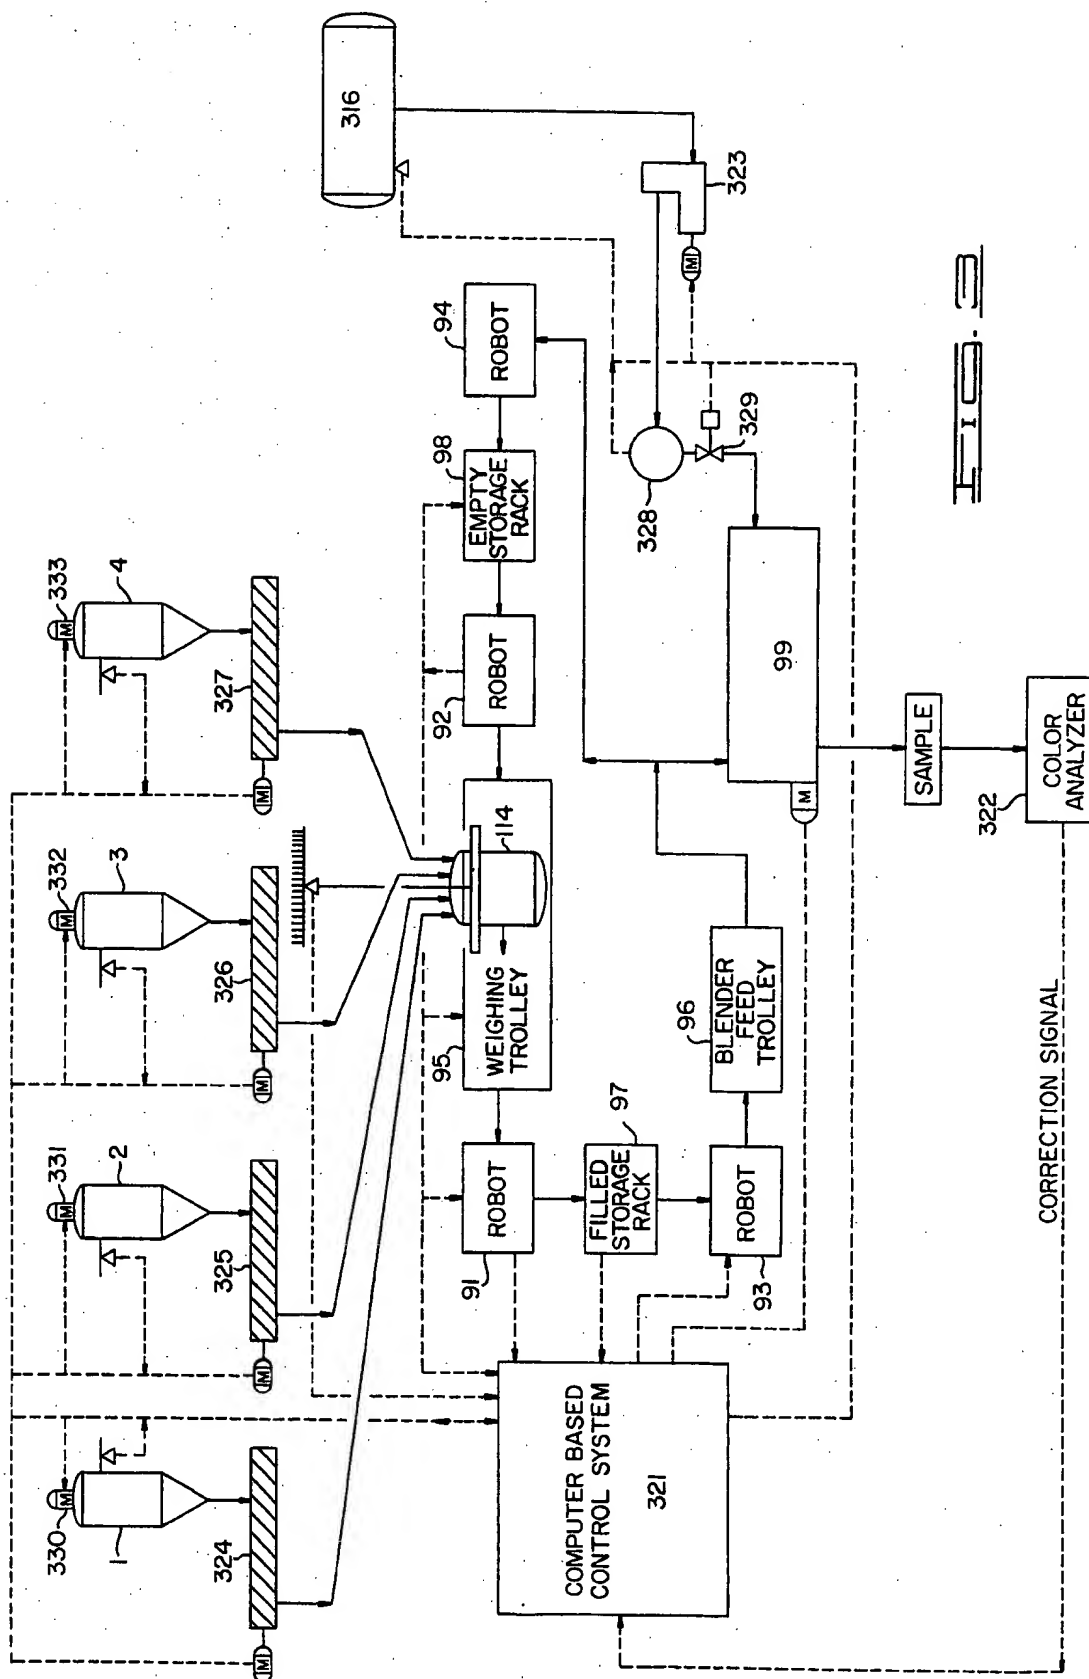 330
M
331
M
332
M
333
M
1
2
3
4
324
325
326
327
M
M
M
M
316
91
95
92
98
94
ROBOT
WEIGHING
TROLLEY
114
ROBOT
EMPTY
STORAGE
RACK
ROBOT
97
FILLED
STORAGE
RACK
COMPUTER BASED
CONTROL SYSTEM
321
96
328
329
M
323
ROBOT
93
BLENDER
FEED
TROLLEY
99
M
SAMPLE
322
COLOR
ANALYZER
CORRECTION SIGNAL
FIG. 3